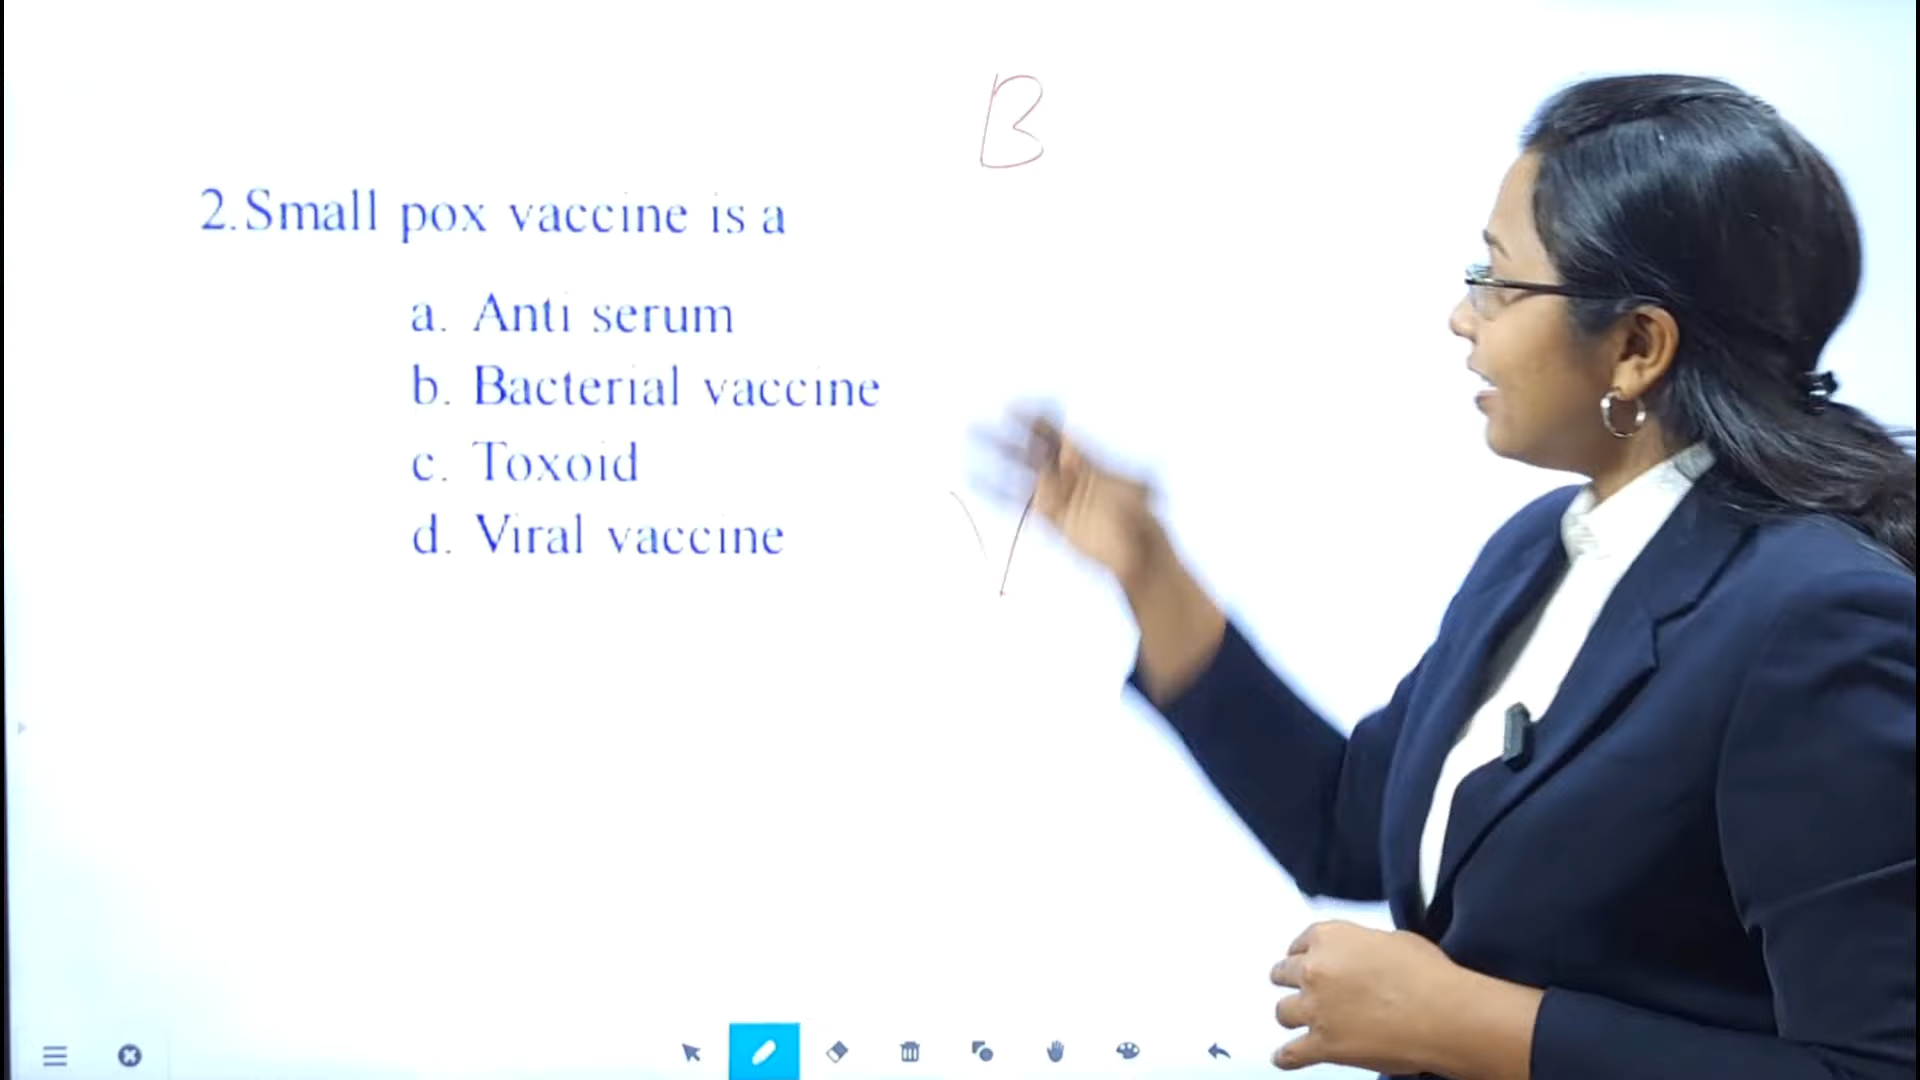 B
2.Small pox vaccine is a
a. Anti serum
b. Bacterial vaccine
c. Toxoid
d. Viral vaccine
V